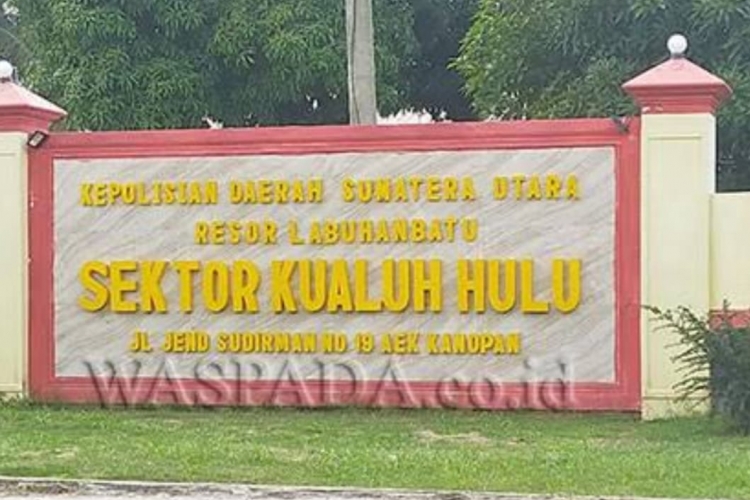 KEPOLISIAN DAERAH SUMATERA UTARA
RESOR LABUHANBATU
SEKTOR KUALUH HULU
JL JEND SUDIRMAN NO 19 AEK KANOPAN
WASPADA.co.id